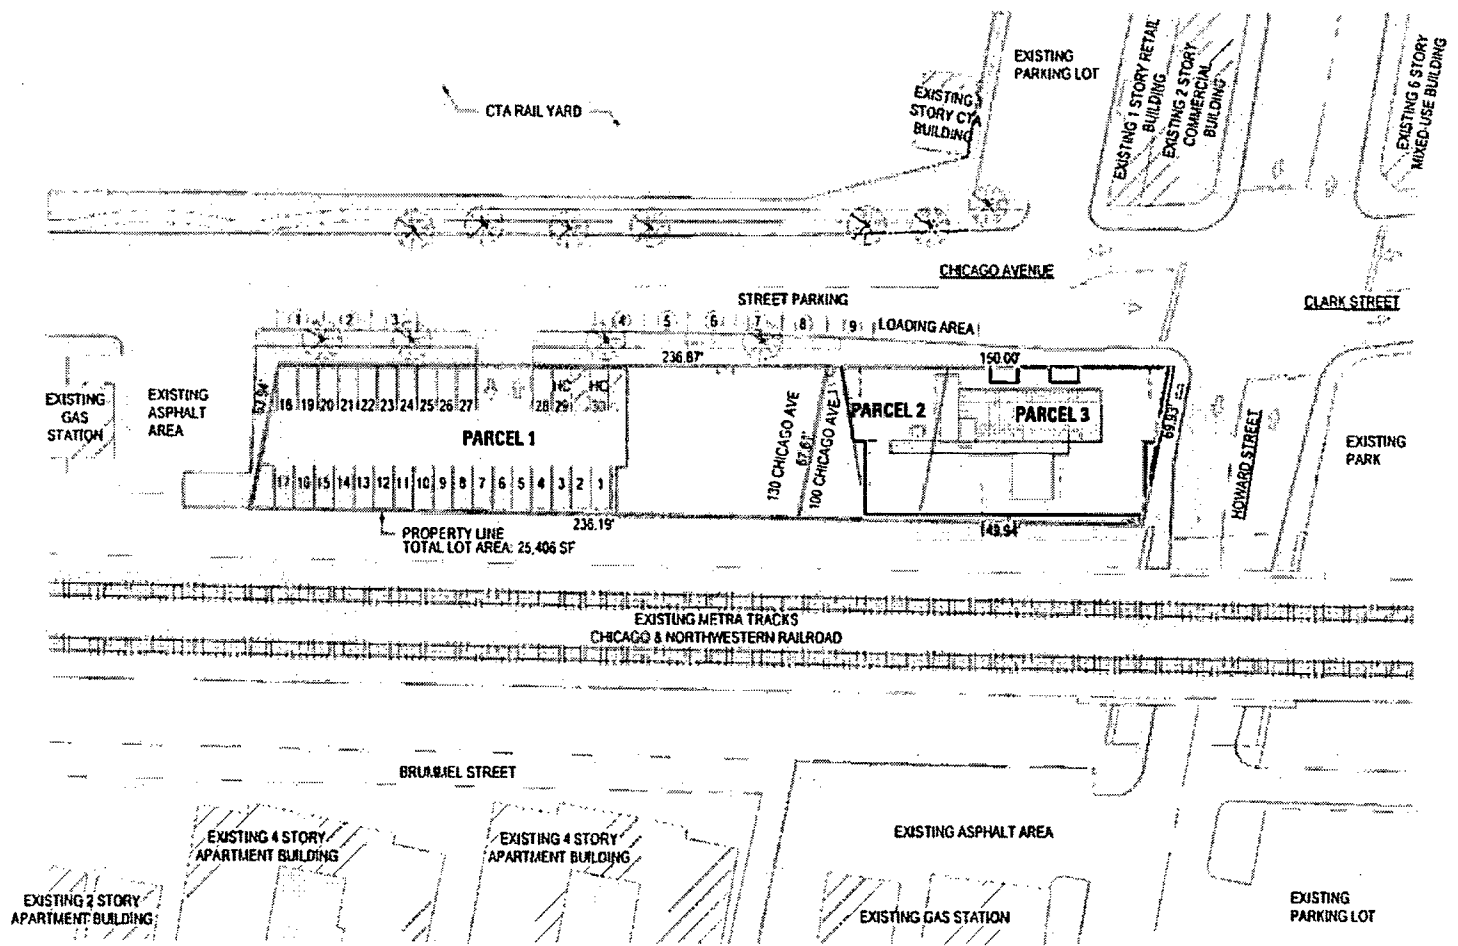 EXISTING
PARKING LOT
EXISTING 1 STORY RETAIL
BUILDING
EXISTING 2 STORY
COMMERCIAL
BUILDING
EXISTING 6 STORY
MIXED-USE BUILDING
CTA RAIL YARD
EXISTING 1
STORY CTA
BUILDING
CHICAGO AVENUE
CLARK STREET
STREET PARKING
1 2 3 4 5 6 7 8 9 LOADING AREA
236.87'
150.00'
EXISTING
GAS
STATION
EXISTING
ASPHALT
AREA
HC HC
18 19 20 21 22 23 24 25 26 27 28 29 30
PARCEL 1
130 CHICAGO AVE
67.61'
100 CHICAGO AVE
PARCEL 2
PARCEL 3
69.93'
HOWARD STREET
EXISTING
PARK
17 16 15 14 13 12 11 10 9 8 7 6 5 4 3 2 1
236.19'
149.94'
PROPERTY LINE
TOTAL LOT AREA: 25,406 SF
EXISTING METRA TRACKS
CHICAGO & NORTHWESTERN RAILROAD
BRUMMEL STREET
EXISTING 4 STORY
APARTMENT BUILDING
EXISTING 4 STORY
APARTMENT BUILDING
EXISTING ASPHALT AREA
EXISTING 2 STORY
APARTMENT BUILDING
EXISTING GAS STATION
EXISTING
PARKING LOT